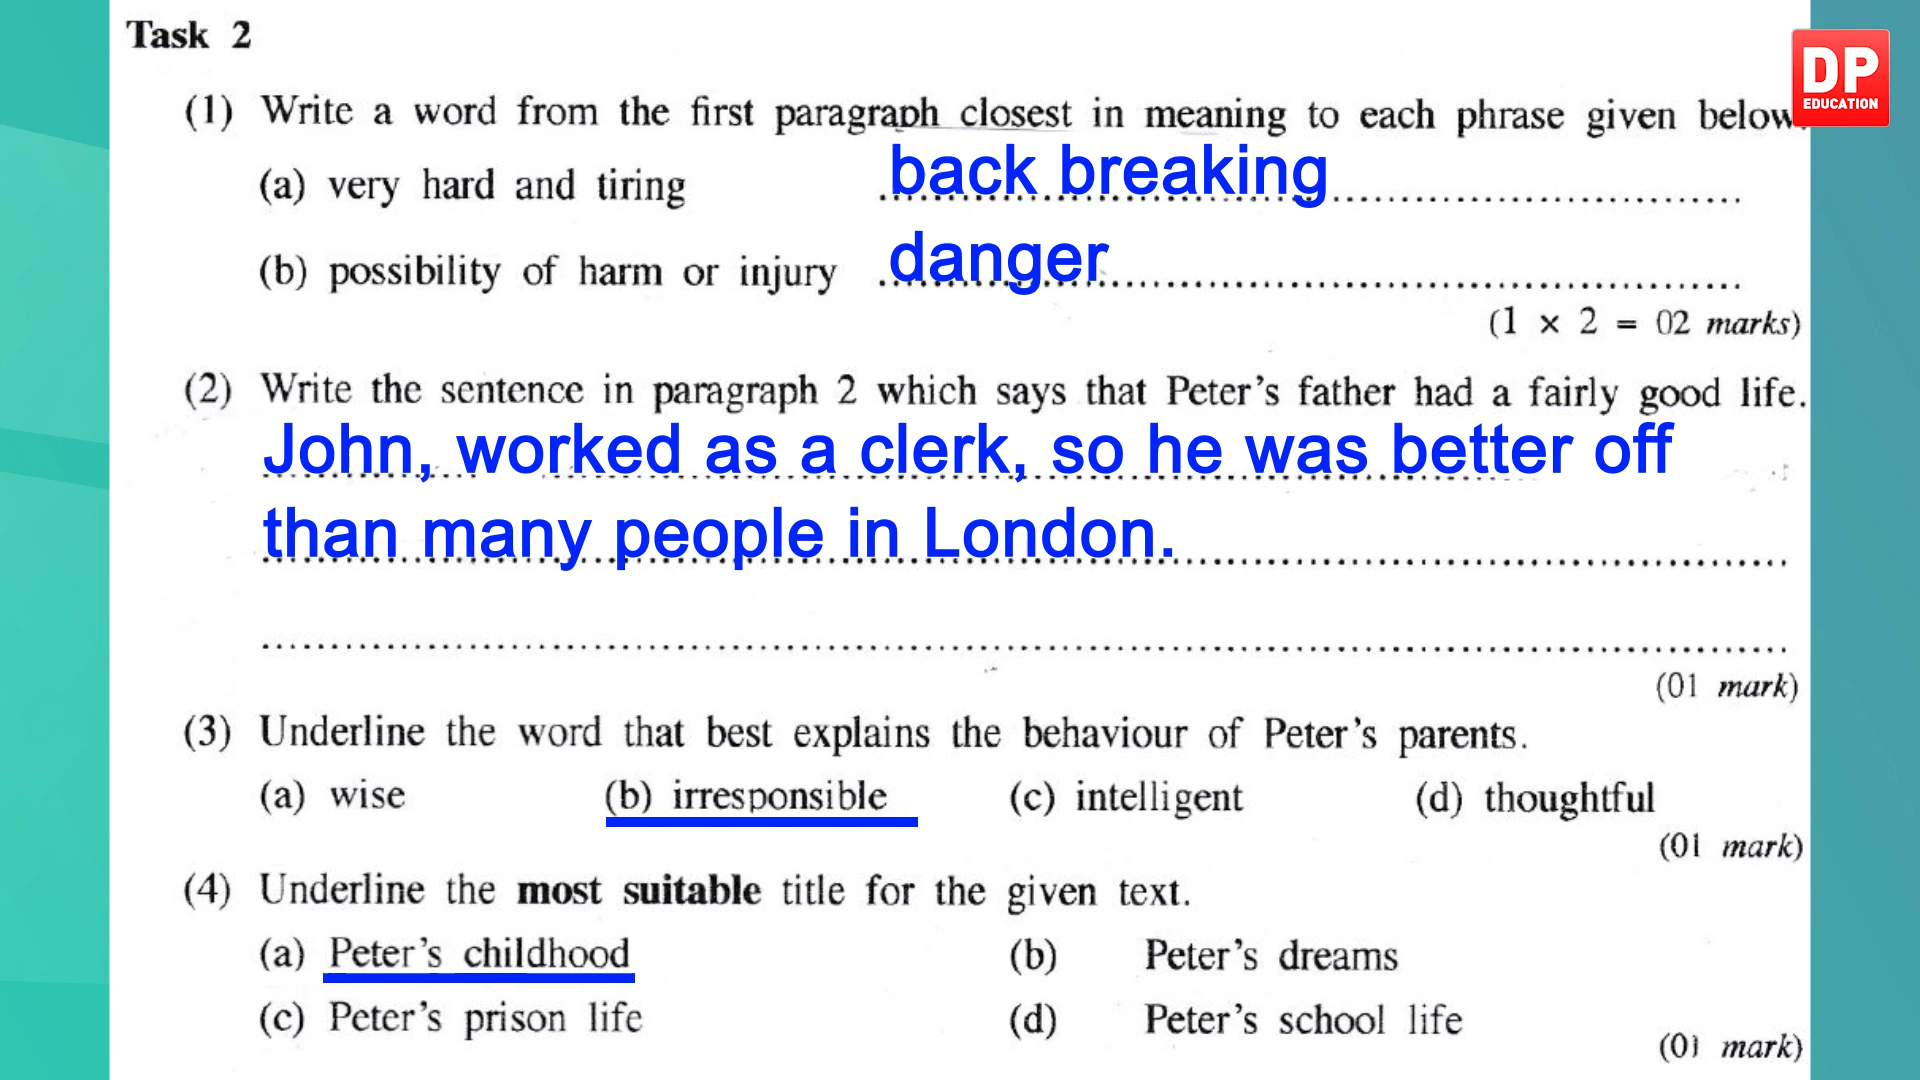 Task 2
DP
EDUCATION
(1) Write a word from the first paragraph closest in meaning to each phrase given below.
(a) very hard and tiring back breaking
(b) possibility of harm or injury danger
(1 × 2 = 02 marks)
(2) Write the sentence in paragraph 2 which says that Peter's father had a fairly good life.
John, worked as a clerk, so he was better off
than many people in London.
(01 mark)
(3) Underline the word that best explains the behaviour of Peter's parents.
(a) wise (b) irresponsible (c) intelligent (d) thoughtful
(01 mark)
(4) Underline the most suitable title for the given text.
(a) Peter's childhood (b) Peter's dreams
(c) Peter's prison life (d) Peter's school life
(01 mark)